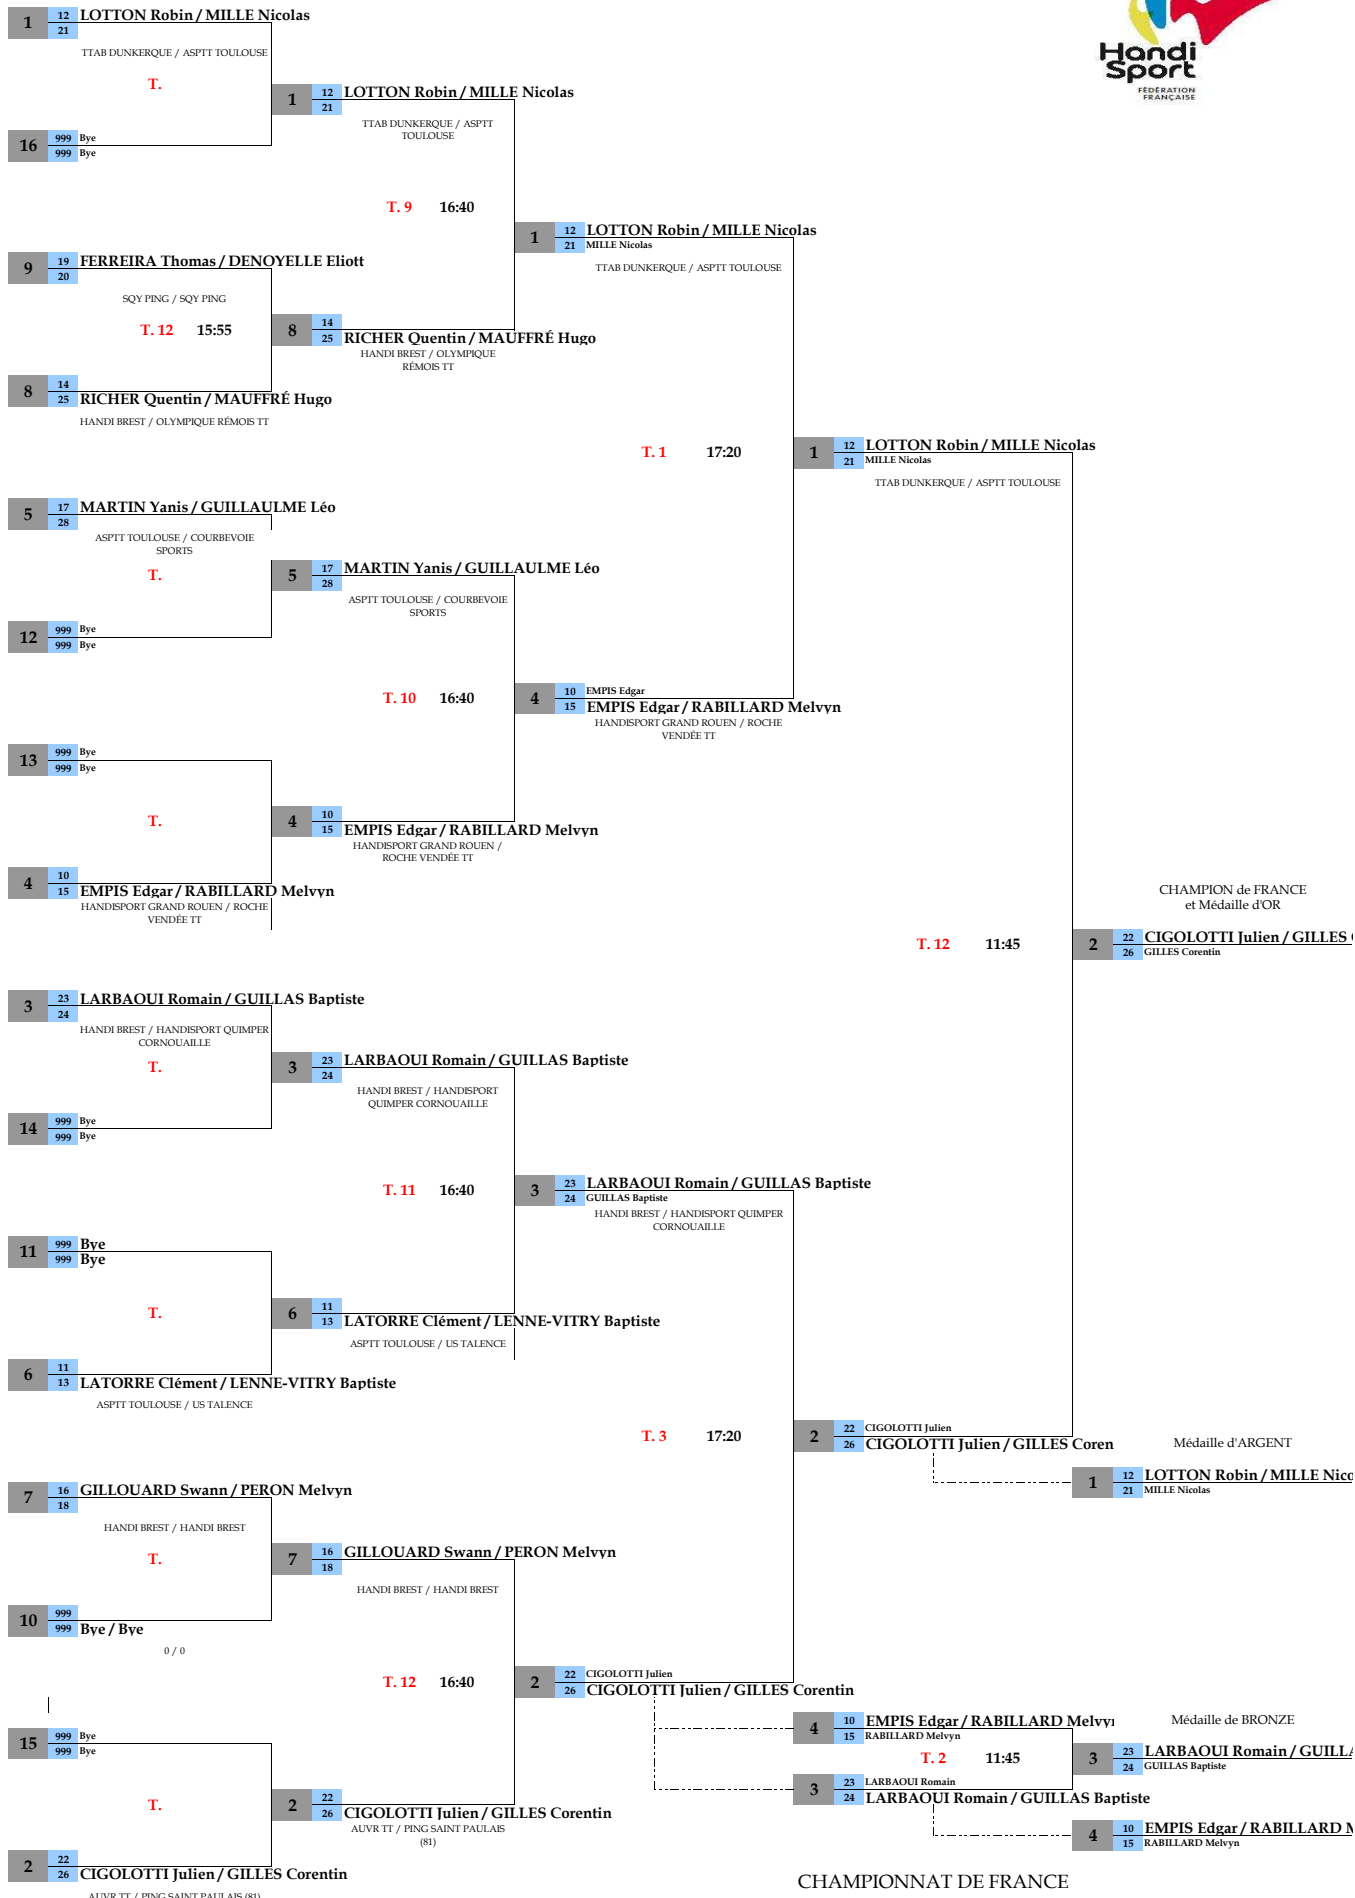 Handi
Sport
FÉDÉRATION
FRANÇAISE
1 12 LOTTON Robin / MILLE Nicolas
21
TTAB DUNKERQUE / ASPTT TOULOUSE
T.
16 999 Bye
999 Bye
9 19 FERREIRA Thomas / DENOYELLE Eliott
20
SQY PING / SQY PING
T. 12 15:55
8 14
25 RICHER Quentin / MAUFFRÉ Hugo
HANDI BREST / OLYMPIQUE RÉMOIS TT
5 17 MARTIN Yanis / GUILLAULME Léo
28
ASPTT TOULOUSE / COURBEVOIE
SPORTS
T.
12 999 Bye
999 Bye
13 999 Bye
999 Bye
T.
4 10
15 EMPIS Edgar / RABILLARD Melvyn
HANDISPORT GRAND ROUEN / ROCHE
VENDÉE TT
3 23 LARBAOUI Romain / GUILLAS Baptiste
24
HANDI BREST / HANDISPORT QUIMPER
CORNOUAILLE
T.
14 999 Bye
999 Bye
11 999 Bye
999 Bye
T.
6 11
13 LATORRE Clément / LENNE-VITRY Baptiste
ASPTT TOULOUSE / US TALENCE
7 16 GILLOUARD Swann / PERON Melvyn
18
HANDI BREST / HANDI BREST
T.
10 999
999 Bye / Bye
0 / 0
15 999 Bye
999 Bye
T.
2 22
26 CIGOLOTTI Julien / GILLES Corentin
AUVR TT / PING SAINT PAULAIS (81)
1 12 LOTTON Robin / MILLE Nicolas
21
TTAB DUNKERQUE / ASPTT
TOULOUSE
T. 9 16:40
8 14
25 RICHER Quentin / MAUFFRÉ Hugo
HANDI BREST / OLYMPIQUE
RÉMOIS TT
5 17 MARTIN Yanis / GUILLAULME Léo
28
ASPTT TOULOUSE / COURBEVOIE
SPORTS
T. 10 16:40
4 10
15 EMPIS Edgar / RABILLARD Melvyn
HANDISPORT GRAND ROUEN /
ROCHE VENDÉE TT
3 23 LARBAOUI Romain / GUILLAS Baptiste
24
HANDI BREST / HANDISPORT
QUIMPER CORNOUAILLE
T. 11 16:40
6 11
13 LATORRE Clément / LENNE-VITRY Baptiste
ASPTT TOULOUSE / US TALENCE
7 16 GILLOUARD Swann / PERON Melvyn
18
HANDI BREST / HANDI BREST
T. 12 16:40
2 22
26 CIGOLOTTI Julien / GILLES Corentin
AUVR TT / PING SAINT PAULAIS
(81)
1 12 LOTTON Robin / MILLE Nicolas
21 MILLE Nicolas
TTAB DUNKERQUE / ASPTT TOULOUSE
T. 1 17:20
4 10 EMPIS Edgar
15 EMPIS Edgar / RABILLARD Melvyn
HANDISPORT GRAND ROUEN / ROCHE
VENDÉE TT
3 23 LARBAOUI Romain / GUILLAS Baptiste
24 GUILLAS Baptiste
HANDI BREST / HANDISPORT QUIMPER
CORNOUAILLE
T. 3 17:20
2 22 CIGOLOTTI Julien
26 CIGOLOTTI Julien / GILLES Corentin
1 12 LOTTON Robin / MILLE Nicolas
21 MILLE Nicolas
TTAB DUNKERQUE / ASPTT TOULOUSE
T. 12 11:45
2 22 CIGOLOTTI Julien
26 CIGOLOTTI Julien / GILLES Coren
CHAMPION de FRANCE
et Médaille d'OR
2 22 CIGOLOTTI Julien / GILLES
26 GILLES Corentin
Médaille d'ARGENT
1 12 LOTTON Robin / MILLE Nico
21 MILLE Nicolas
4 10 EMPIS Edgar / RABILLARD Melvyn
15 RABILLARD Melvyn
T. 2 11:45
3 23 LARBAOUI Romain
24 LARBAOUI Romain / GUILLAS Baptiste
Médaille de BRONZE
3 23 LARBAOUI Romain / GUILLA
24 GUILLAS Baptiste
4 10 EMPIS Edgar / RABILLARD
15 RABILLARD Melvyn
CHAMPIONNAT DE FRANCE